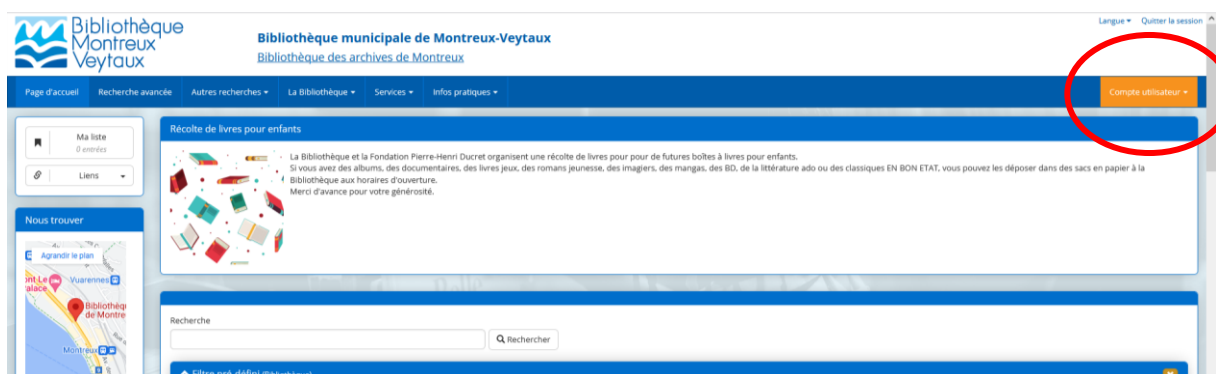 Bibliothèque
Montreux
Veytaux
Bibliothèque municipale de Montreux-Veytaux
Bibliothèque des archives de Montreux
Langue
Quitter la session
Page d'accueil
Recherche avancée
Autres recherches
La Bibliothèque
Services
Infos pratiques
Compte utilisateur
Ma liste
0 entrées
Liens
Nous trouver
Agrandir le plan
Vuarennes
Bibliothèq
de Montre
Montreux
Récolte de livres pour enfants
La Bibliothèque et la Fondation Pierre-Henri Ducret organisent une récolte de livres pour pour de futures boîtes à livres pour enfants.
Si vous avez des albums, des documentaires, des livres jeux, des romans jeunesse, des imagiers, des mangas, des BD, de la littérature ado ou des classiques EN BON ETAT, vous pouvez les déposer dans des sacs en papier à la
Bibliothèque aux horaires d'ouverture.
Merci d'avance pour votre générosité.
Recherche
Rechercher
Filtre pré défini